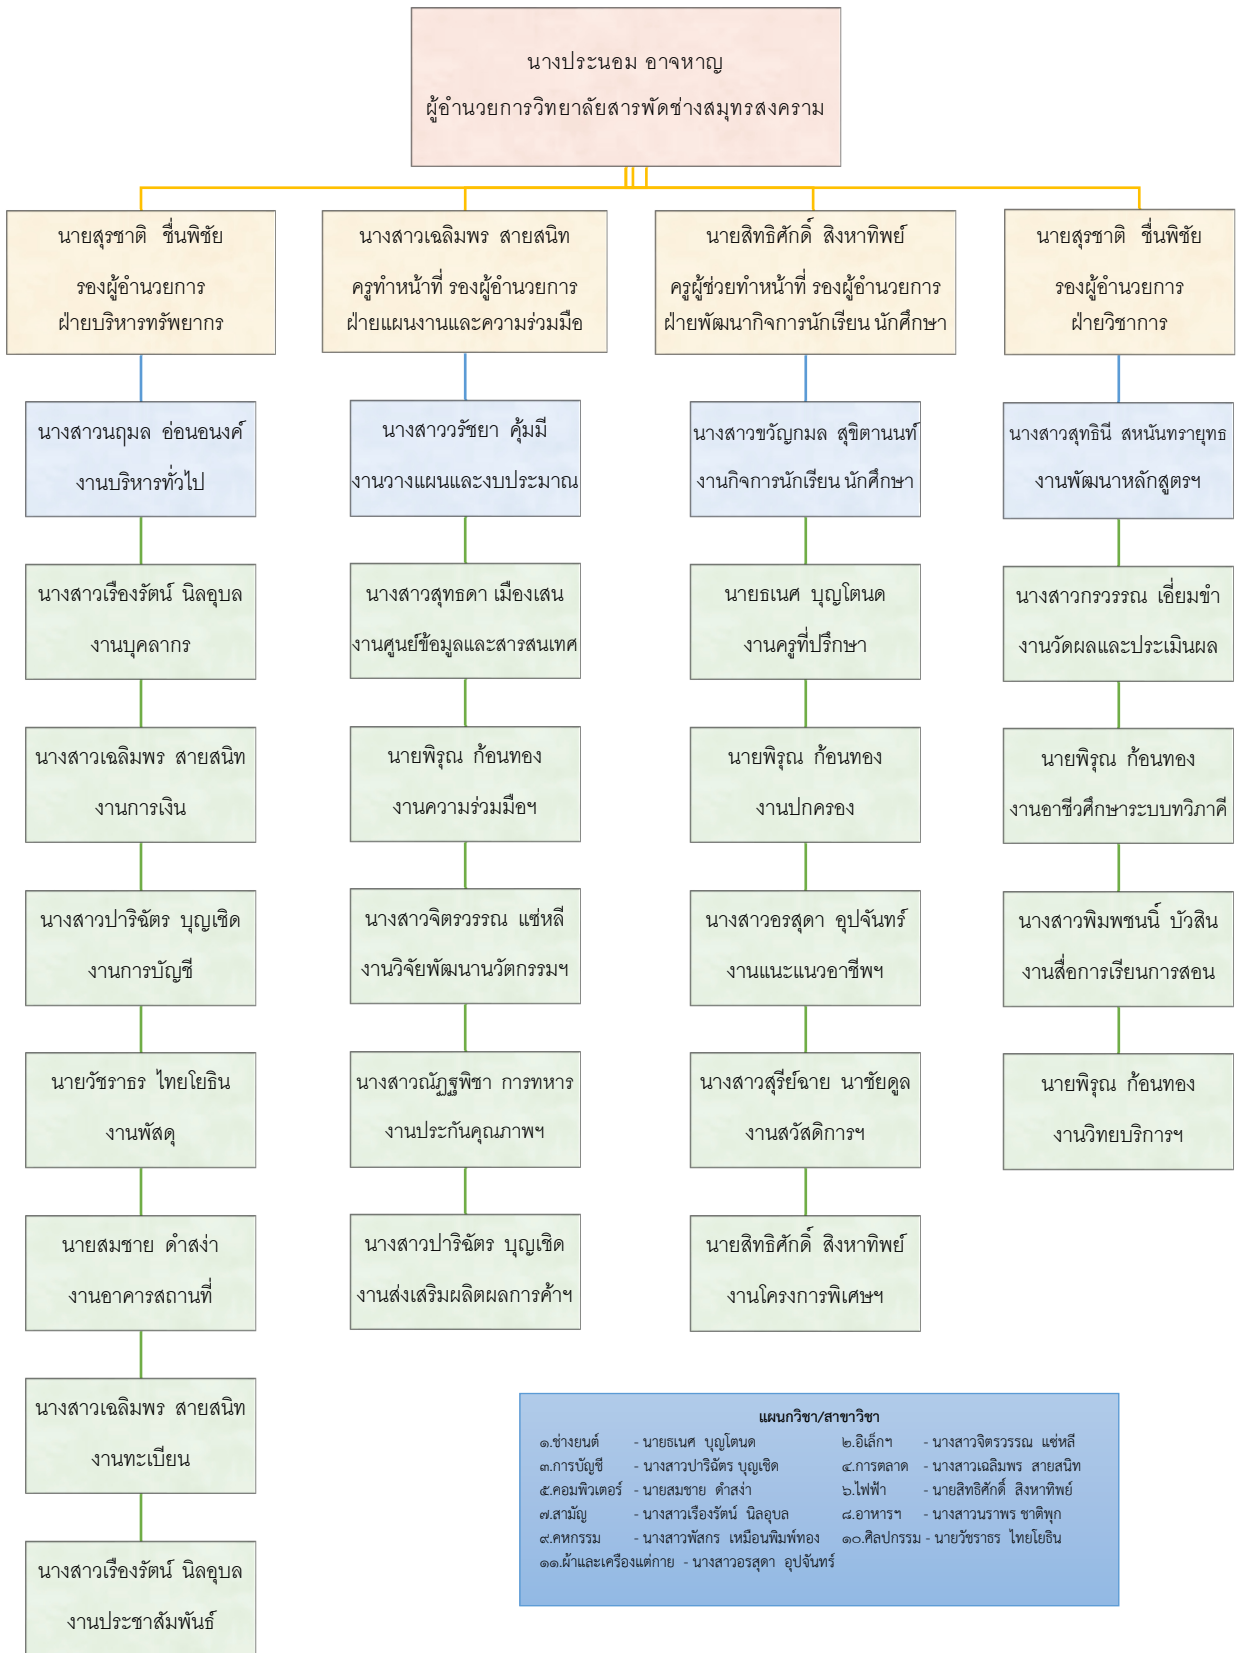 นางประนอม อาจหาญ
ผู้อำนวยการวิทยาลัยสารพัดช่างสมุทรสงคราม
นายสุรชาติ ชื่นพิชัย
รองผู้อำนวยการ
ฝ่ายบริหารทรัพยากร
นางสาวเฉลิมพร สายสนิท
ครูทำหน้าที่ รองผู้อำนวยการ
ฝ่ายแผนงานและความร่วมมือ
นายสิทธิศักดิ์ สิงหาทิพย์
ครูผู้ช่วยทำหน้าที่ รองผู้อำนวยการ
ฝ่ายพัฒนากิจการนักเรียน นักศึกษา
นายสุรชาติ ชื่นพิชัย
รองผู้อำนวยการ
ฝ่ายวิชาการ
นางสาวนฤมล อ่อนอนงค์
งานบริหารทั่วไป
นางสาววรัชยา คุ้มมี
งานวางแผนและงบประมาณ
นางสาวขวัญกมล สุขิตานนท์
งานกิจการนักเรียน นักศึกษา
นางสาวสุทธินี สหนันทรายุทธ
งานพัฒนาหลักสูตรฯ
นางสาวเรืองรัตน์ นิลอุบล
งานบุคลากร
นางสาวสุทธดา เมืองเสน
งานศูนย์ข้อมูลและสารสนเทศ
นายธเนศ บุญโตนด
งานครูที่ปรึกษา
นางสาวกรวรรณ เอี่ยมขำ
งานวัดผลและประเมินผล
นางสาวเฉลิมพร สายสนิท
งานการเงิน
นายพิรุณ ก้อนทอง
งานความร่วมมือฯ
นายพิรุณ ก้อนทอง
งานปกครอง
นายพิรุณ ก้อนทอง
งานอาชีวศึกษาระบบทวิภาคี
นางสาวปาริฉัตร บุญเชิด
งานการบัญชี
นางสาวจิตรวรรณ แซ่หลี
งานวิจัยพัฒนานวัตกรรมฯ
นางสาวอรสุดา อุปจันทร์
งานแนะแนวอาชีพฯ
นางสาวพิมพชนนิ์ บัวสิน
งานสื่อการเรียนการสอน
นายวัชราธร ไทยโยธิน
งานพัสดุ
นางสาวณัฏฐพิชา การทหาร
งานประกันคุณภาพฯ
นางสาวสุรีย์ฉาย นาชัยดูล
งานสวัสดิการฯ
นายพิรุณ ก้อนทอง
งานวิทยบริการฯ
นายสมชาย ดำสง่า
งานอาคารสถานที่
นางสาวปาริฉัตร บุญเชิด
งานส่งเสริมผลิตผลการค้าฯ
นายสิทธิศักดิ์ สิงหาทิพย์
งานโครงการพิเศษฯ
นางสาวเฉลิมพร สายสนิท
งานทะเบียน
นางสาวเรืองรัตน์ นิลอุบล
งานประชาสัมพันธ์
แผนกวิชา/สาขาวิชา
๑.ช่างยนต์ - นายธเนศ บุญโตนด ๒.อิเล็กฯ - นางสาวจิตรวรรณ แซ่หลี
๓.การบัญชี - นางสาวปาริฉัตร บุญเชิด ๔.การตลาด - นางสาวเฉลิมพร สายสนิท
๕.คอมพิวเตอร์ - นายสมชาย ดำสง่า ๖.ไฟฟ้า - นายสิทธิศักดิ์ สิงหาทิพย์
๗.สามัญ - นางสาวเรืองรัตน์ นิลอุบล ๘.อาหารฯ - นางสาวนราพร ชาติพุก
๙.คหกรรม - นางสาวพัสกร เหมือนพิมพ์ทอง ๑๐.ศิลปกรรม - นายวัชราธร ไทยโยธิน
๑๑.ผ้าและเครื่องแต่กาย - นางสาวอรสุดา อุปจันทร์